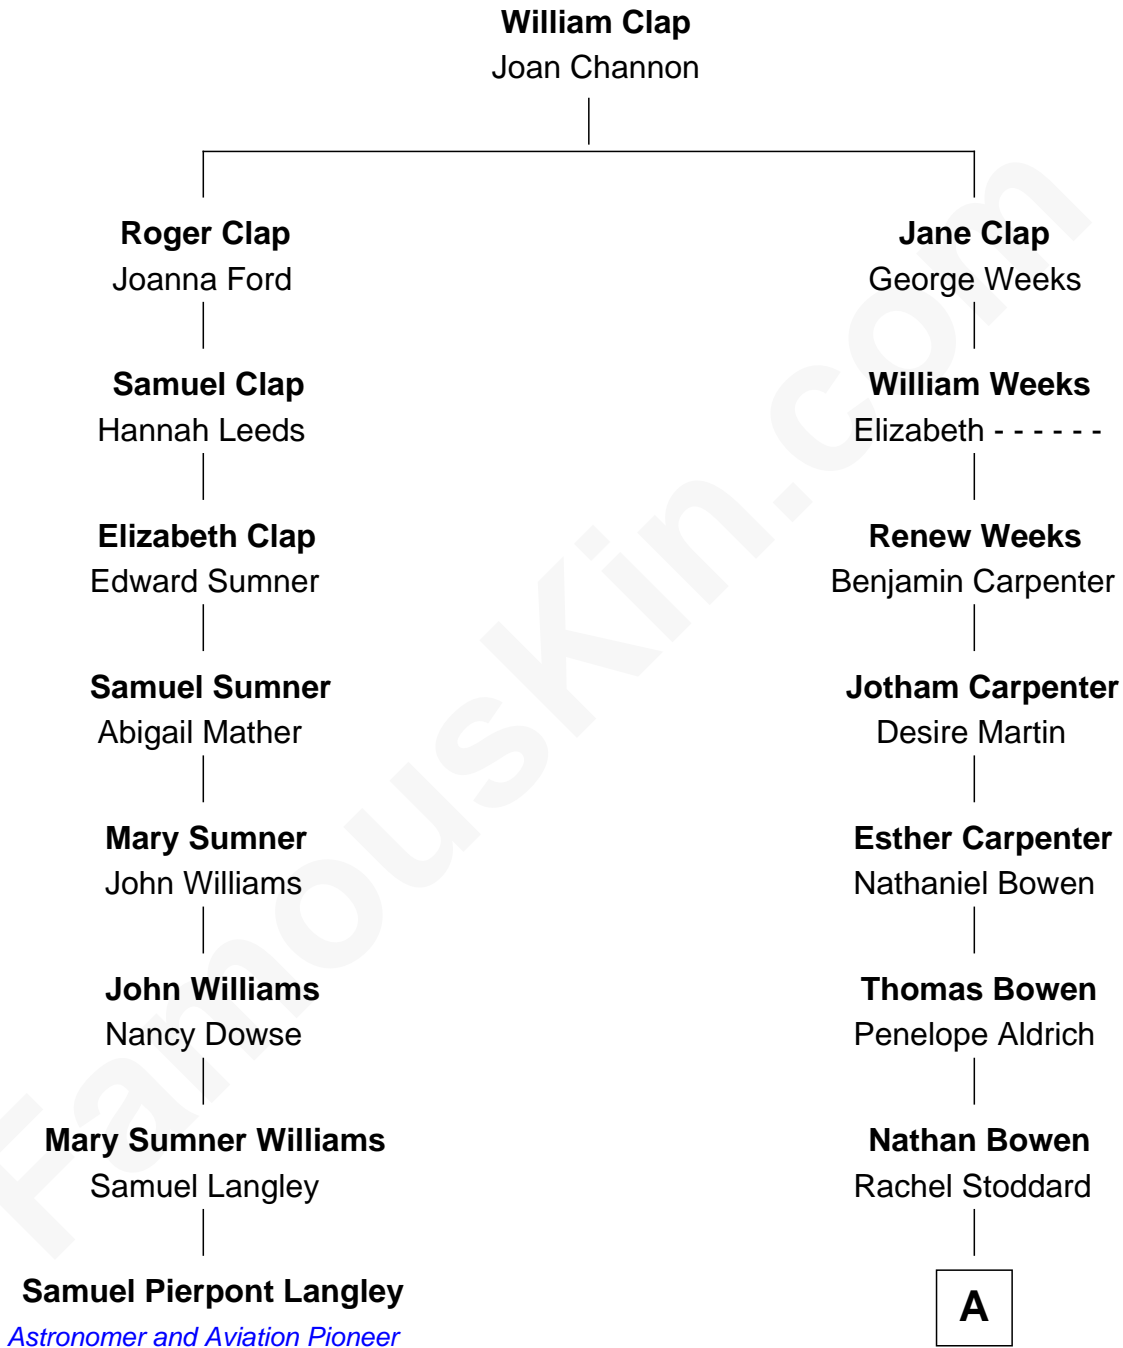 William Clap
Joan Channon
Roger Clap
Joanna Ford
Jane Clap
George Weeks
Samuel Clap
Hannah Leeds
William Weeks
Elizabeth - - - - - -
Elizabeth Clap
Edward Sumner
Renew Weeks
Benjamin Carpenter
Samuel Sumner
Abigail Mather
Jotham Carpenter
Desire Martin
Mary Sumner
John Williams
Esther Carpenter
Nathaniel Bowen
John Williams
Nancy Dowse
Thomas Bowen
Penelope Aldrich
Mary Sumner Williams
Samuel Langley
Nathan Bowen
Rachel Stoddard
Samuel Pierpont Langley
Astronomer and Aviation Pioneer
A
FamousKin.com